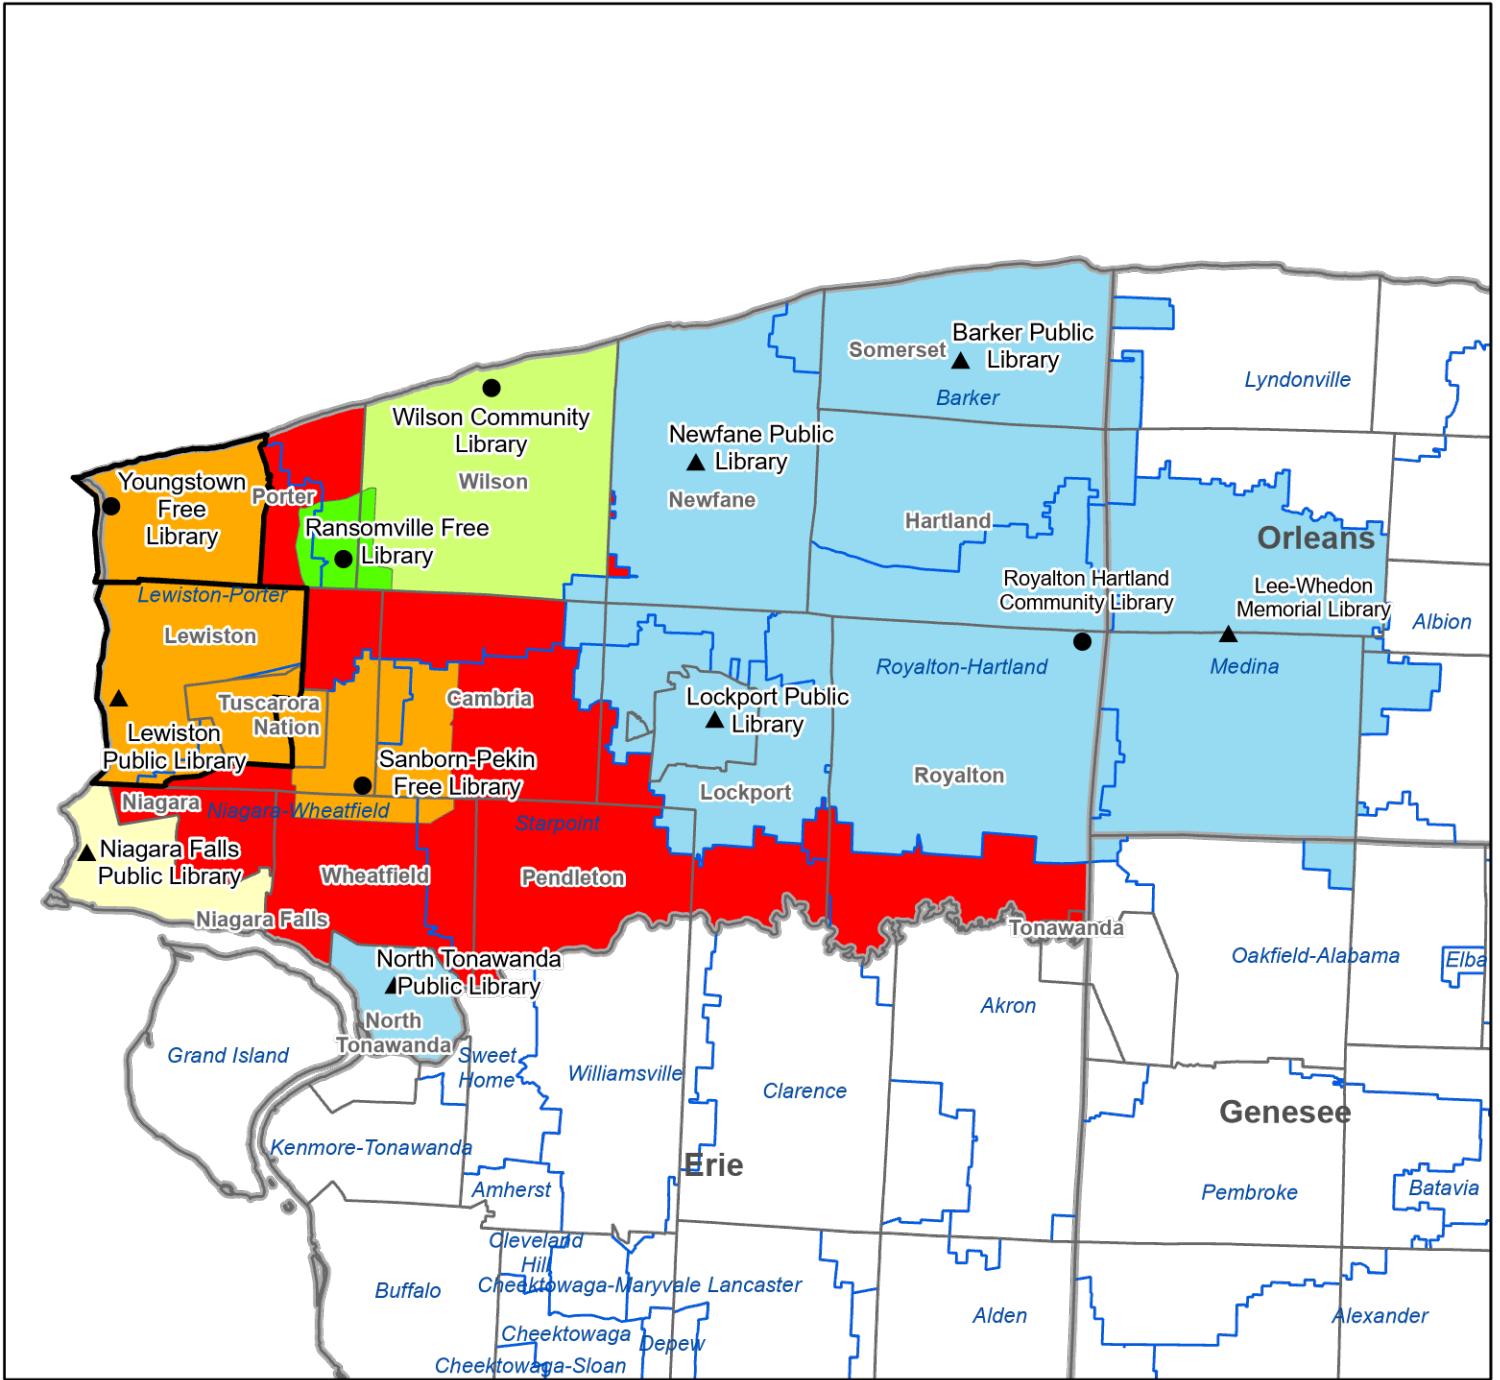 Barker Public
Library
Somerset
Barker
Lyndonville
Wilson Community
Library
Wilson
Newfane Public
Library
Newfane
Youngstown
Free
Library
Porter
Ransomville Free
Library
Hartland
Orleans
Royalton Hartland
Community Library
Lee-Whedon
Memorial Library
Albion
Lewiston-Porter
Lewiston
Royalton-Hartland
Medina
Tuscarora
Nation
Cambria
Lockport Public
Library
Lewiston
Public Library
Sanborn-Pekin
Free Library
Royalton
Lockport
Niagara
Niagara-Wheatfield
Starpoint
Niagara Falls
Public Library
Wheatfield
Pendleton
Niagara Falls
Tonawanda
North Tonawanda
Public Library
Oakfield-Alabama
Elba
Akron
North
Tonawanda
Grand Island
Sweet
Home
Williamsville
Clarence
Genesee
Kenmore-Tonawanda
Erie
Amherst
Pembroke
Batavia
Cleveland
Hill
Cheektowaga-Maryvale
Lancaster
Buffalo
Alden
Alexander
Cheektowaga
Depew
Cheektowaga-Sloan